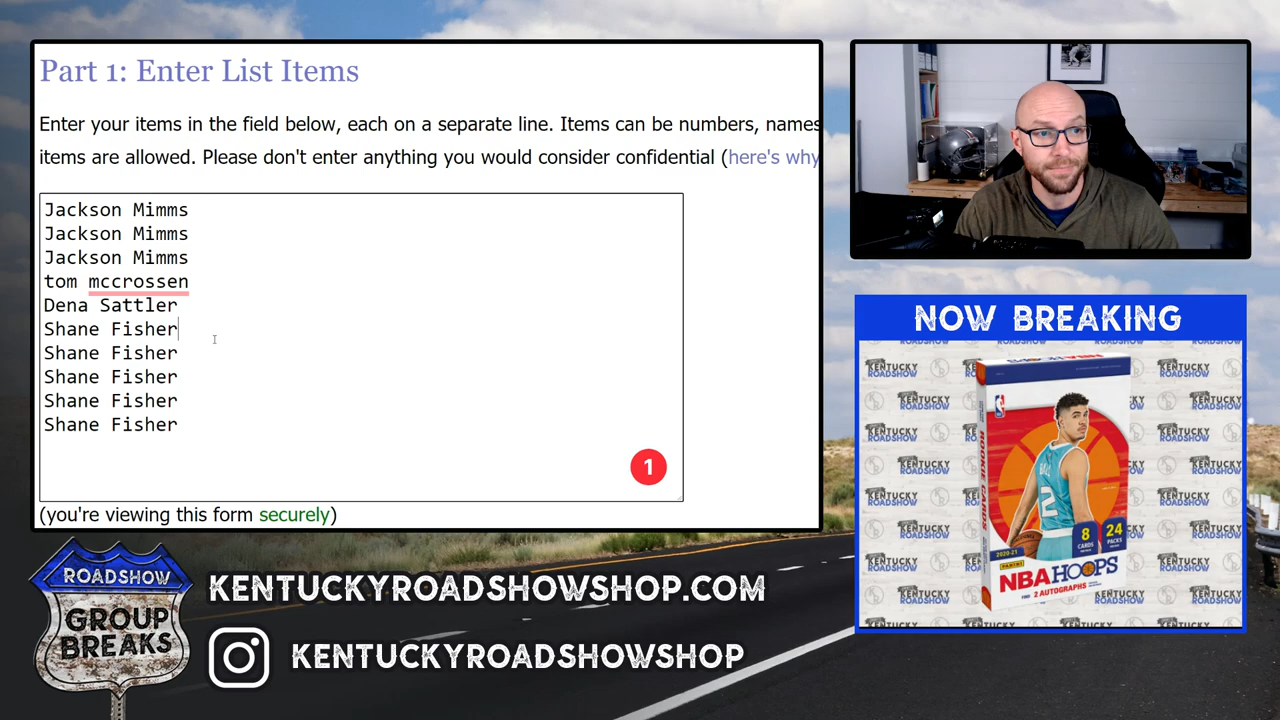 Part 1: Enter List Items
Enter your items in the field below, each on a separate line. Items can be numbers, names
items are allowed. Please don't enter anything you would consider confidential (here's why
Jackson Mimms
Jackson Mimms
Jackson Mimms
tom mccrossen
Dena Sattler
Shane Fisher
Shane Fisher
Shane Fisher
Shane Fisher
Shane Fisher
1
(you're viewing this form securely)
NOW BREAKING
KENTUCKY
ROADSHOW
BALL
2
8
CARDS
24
PACKS
2020-21
PANINI
NBA HOOPS
2 AUTOGRAPHS
ROOKIE CARDS
ROADSHOW
GROUP
BREAKS
KENTUCKYROADSHOWSHOP.COM
KENTUCKYROADSHOWSHOP